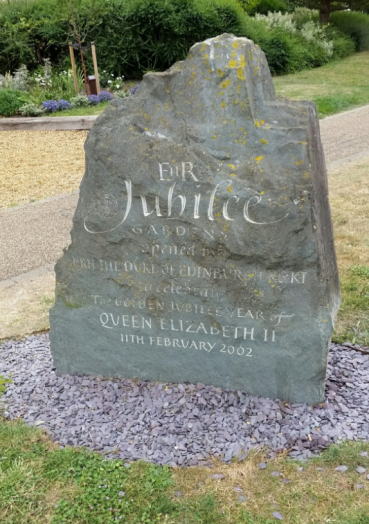 EIIR
Jubilee
GARDENS
opened by
HRH THE DUKE OF EDINBURGH KG KT
to celebrate
The GOLDEN JUBILEE YEAR of
QUEEN ELIZABETH II
11TH FEBRUARY 2002